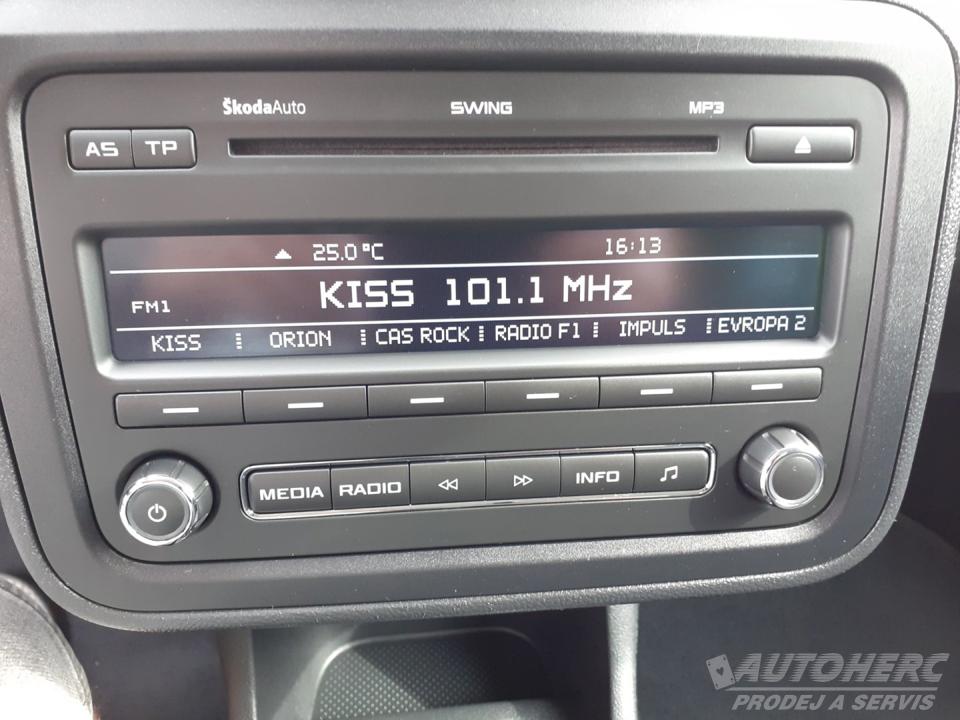 ŠkodaAuto SWING MP3
AS TP
25.0 °C 16:13
FM1 KISS 101.1 MHz
KISS ORION CAS ROCK RADIO F1 IMPULS EVROPA 2
MEDIA RADIO INFO
AUTOHERC
PRODEJ A SERVIS